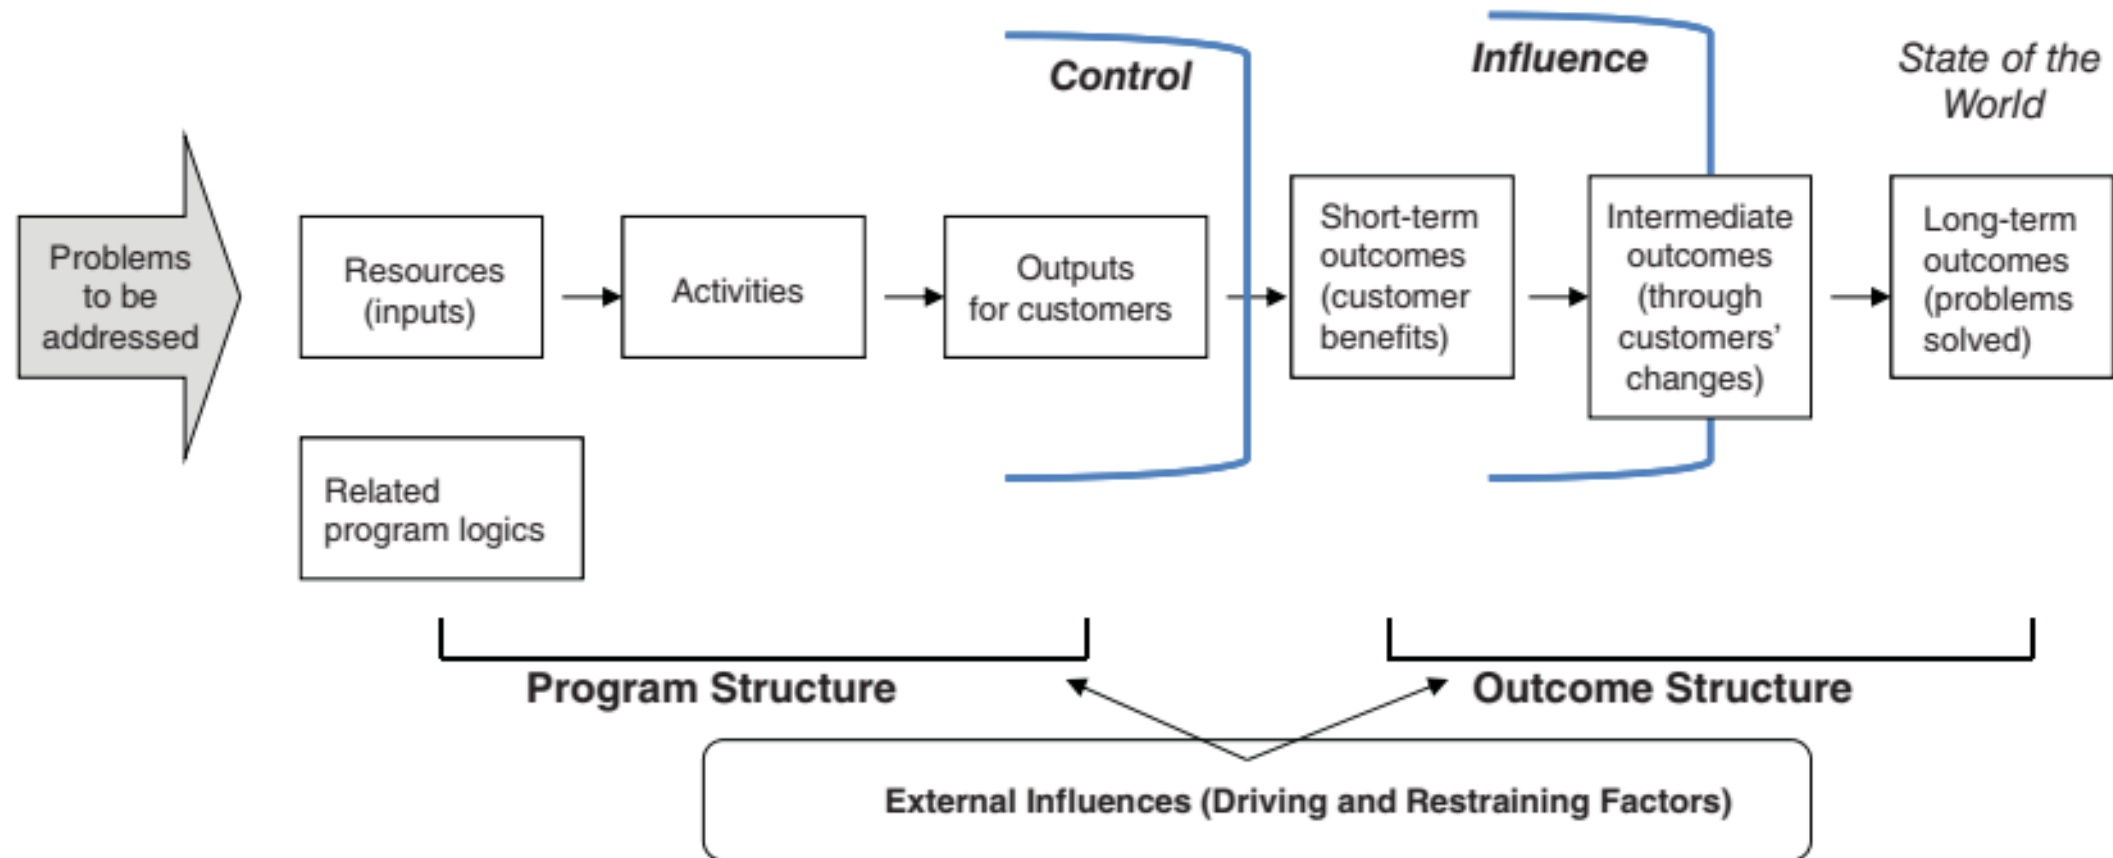 Control
Influence
State of the
World
Problems
to be
addressed
Resources
(inputs)
Activities
Outputs
for customers
Short-term
outcomes
(customer
benefits)
Intermediate
outcomes
(through
customers’
changes)
Long-term
outcomes
(problems
solved)
Related
program logics
Program Structure
Outcome Structure
External Influences (Driving and Restraining Factors)